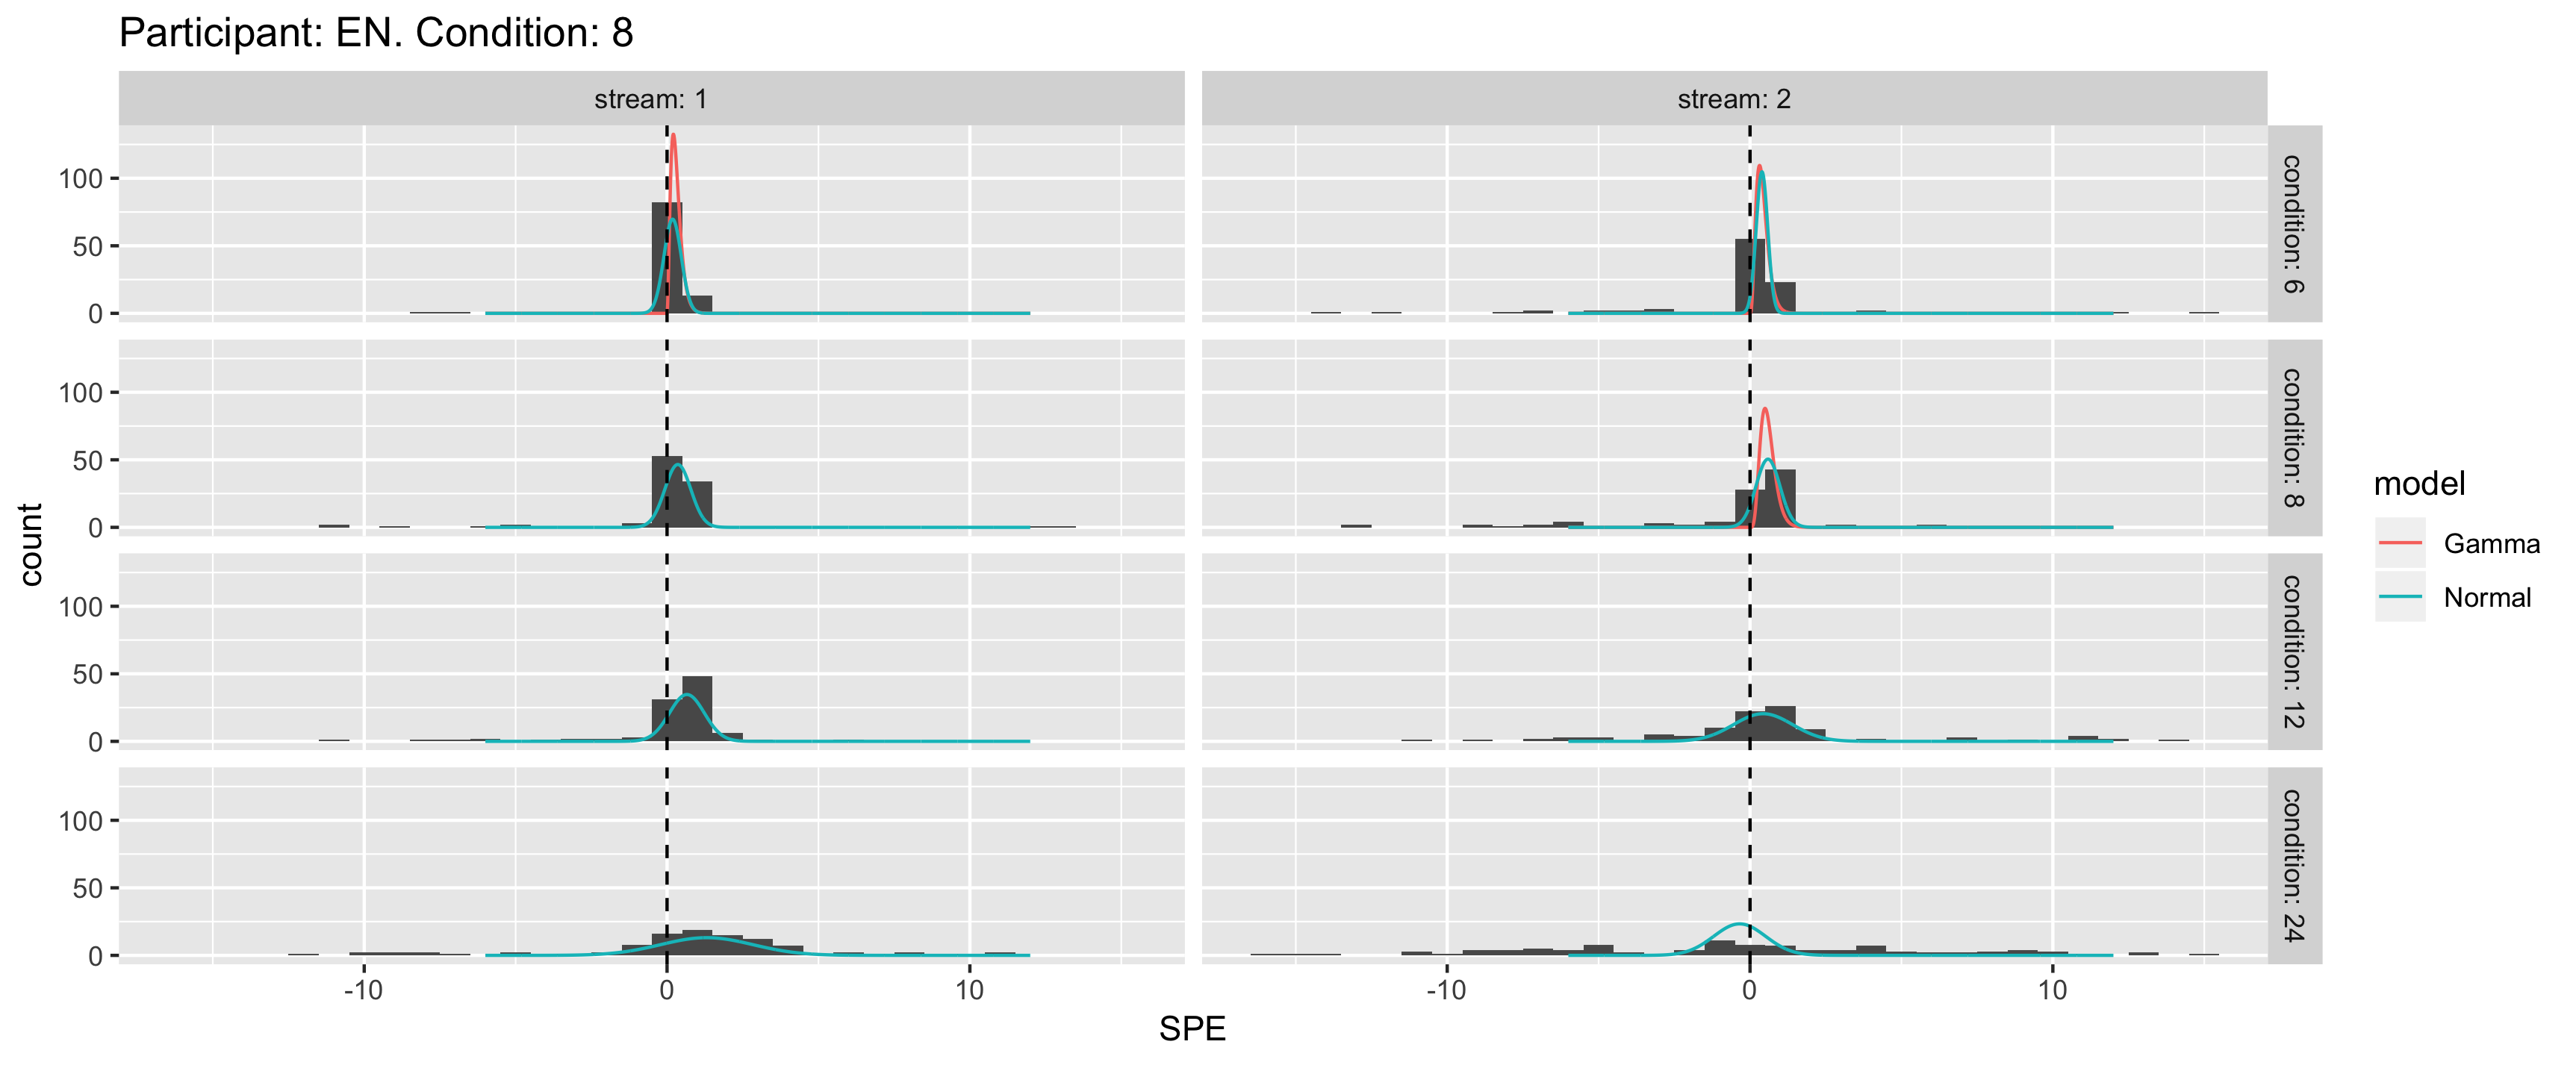 Participant: EN. Condition: 8
stream: 1
stream: 2
100
50
0
condition: 6
100
50
0
condition: 8
100
50
0
condition: 12
100
50
0
condition: 24
count
-10
0
10
-10
0
10
SPE
model
Gamma
Normal